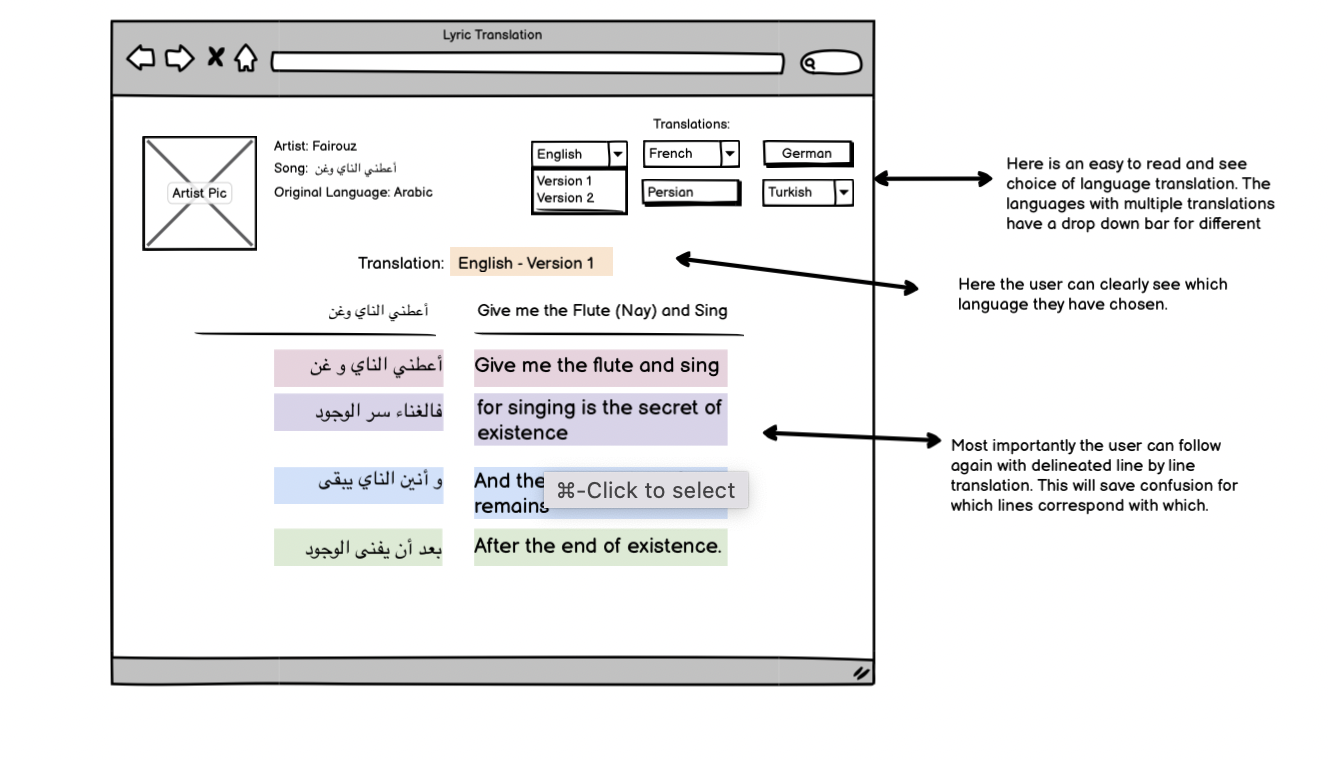 Lyric Translation
Artist: Fairouz
Song: أعطني الناي وغن
Original Language: Arabic
Artist Pic
Translations:
English
French
German
Version 1
Version 2
Persian
Turkish
Translation: English - Version 1
أعطني الناي وغن
Give me the Flute (Nay) and Sing
أعطني الناي و غن
Give me the flute and sing
فالغناء سر الوجود
for singing is the secret of
existence
و أنين الناي يبقى
And the
remains
⌘-Click to select
بعد أن يفنى الوجود
After the end of existence.
Here is an easy to read and see
choice of language translation. The
languages with multiple translations
have a drop down bar for different
Here the user can clearly see which
language they have chosen.
Most importantly the user can follow
again with delineated line by line
translation. This will save confusion for
which lines correspond with which.